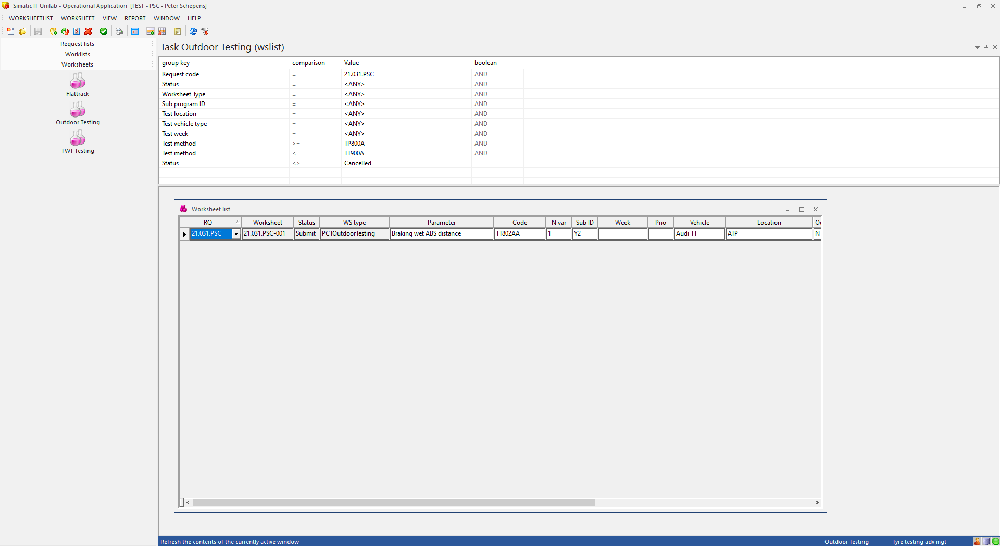 Simatic IT Unilab - Operational Application [TEST - PSC - Peter Schepens]
WORKSHEETLIST WORKSHEET VIEW REPORT WINDOW HELP
Request lists
Worklists
Worksheets
Flattrack
Outdoor Testing
TWT Testing
Task Outdoor Testing (wslist)
group key comparison Value boolean
Request code = 21.031.PSC AND
Status = <ANY> AND
Worksheet Type = <ANY> AND
Sub program ID = <ANY> AND
Test location = <ANY> AND
Test vehicle type = <ANY> AND
Test week = <ANY> AND
Test method >= TP800A AND
Test method < TT900A AND
Status <> Cancelled
Worksheet list
RQ Worksheet Status WS type Parameter Code N var Sub ID Week Prio Vehicle Location Ou
21.031.PSC 21.031.PSC-001 Submit PCTOutdoorTesting Braking wet ABS distance TT802AA 1 Y2 Audi TT ATP N
Refresh the contents of the currently active window Outdoor Testing Tyre testing adv mgt